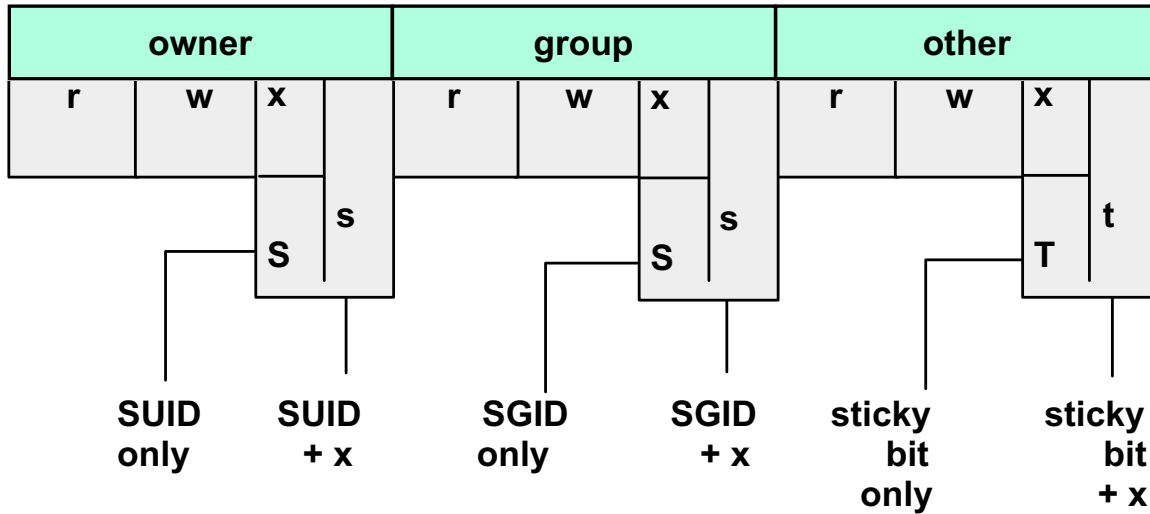 owner group other
r w x r w x r w x
s s t
S S T
SUID only SUID + x SGID only SGID + x sticky bit only sticky bit + x